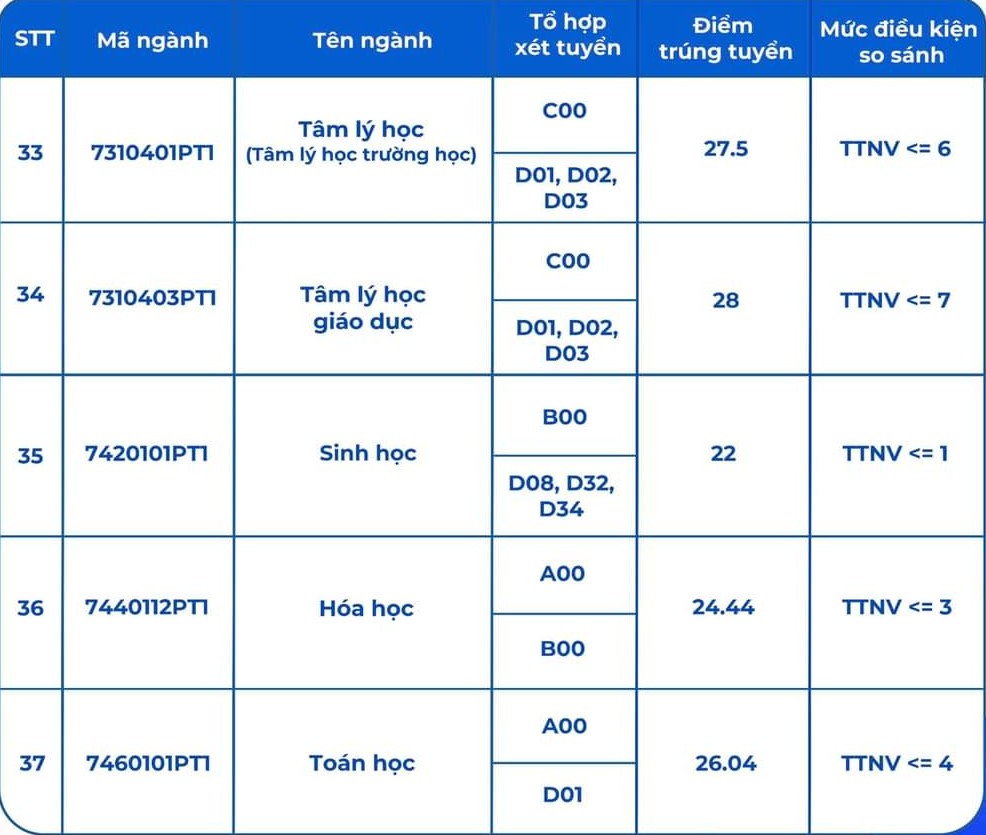 STT
Mã ngành
Tên ngành
Tổ hợp
xét tuyển
Điểm
trúng tuyển
Mức điều kiện
so sánh
33
7310401PT1
Tâm lý học
(Tâm lý học trường học)
C00
D01, D02,
D03
27.5
TTNV <= 6
34
7310403PT1
Tâm lý học
giáo dục
C00
D01, D02,
D03
28
TTNV <= 7
35
7420101PT1
Sinh học
B00
D08, D32,
D34
22
TTNV <= 1
36
7440112PT1
Hóa học
A00
B00
24.44
TTNV <= 3
37
7460101PT1
Toán học
A00
D01
26.04
TTNV <= 4